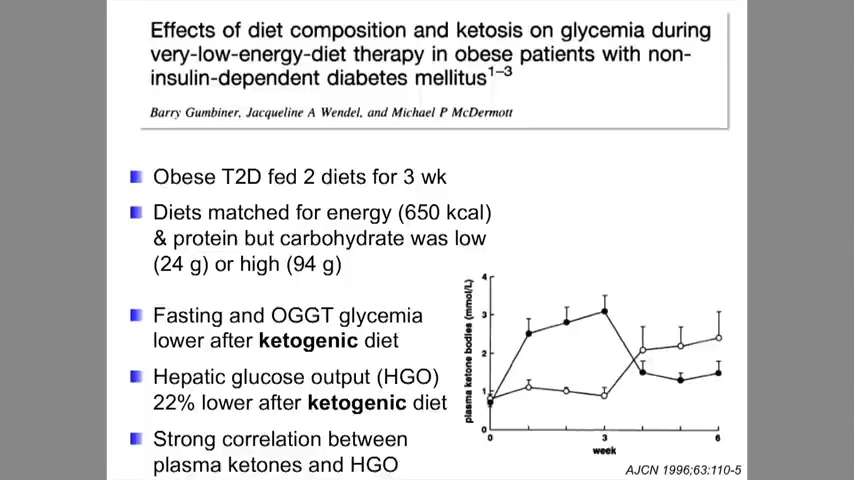 Effects of diet composition and ketosis on glycemia during
very-low-energy-diet therapy in obese patients with non-
insulin-dependent diabetes mellitus1–3
Barry Gumbiner, Jacqueline A Wendel, and Michael P McDermott
Obese T2D fed 2 diets for 3 wk
Diets matched for energy (650 kcal)
& protein but carbohydrate was low
(24 g) or high (94 g)
Fasting and OGGT glycemia
lower after ketogenic diet
Hepatic glucose output (HGO)
22% lower after ketogenic diet
Strong correlation between
plasma ketones and HGO
plasma ketone bodies (mmol/L)
4
3
2
1
0
0
3
6
week
AJCN 1996;63:110-5